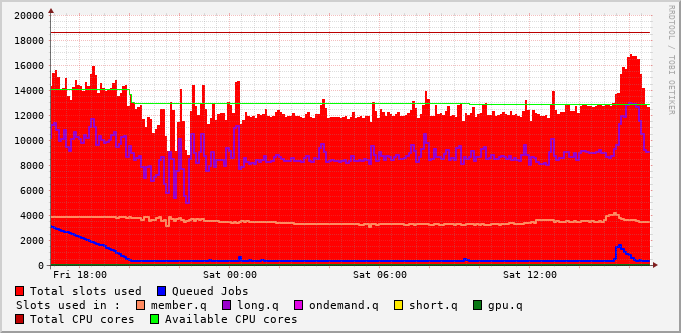 20000
18000
16000
14000
12000
10000
8000
6000
4000
2000
0
Fri 18:00 Sat 00:00 Sat 06:00 Sat 12:00
RRDTOOL / TOBI OETIKER
Total slots used Queued Jobs
Slots used in : member.q long.q ondemand.q short.q gpu.q
Total CPU cores Available CPU cores